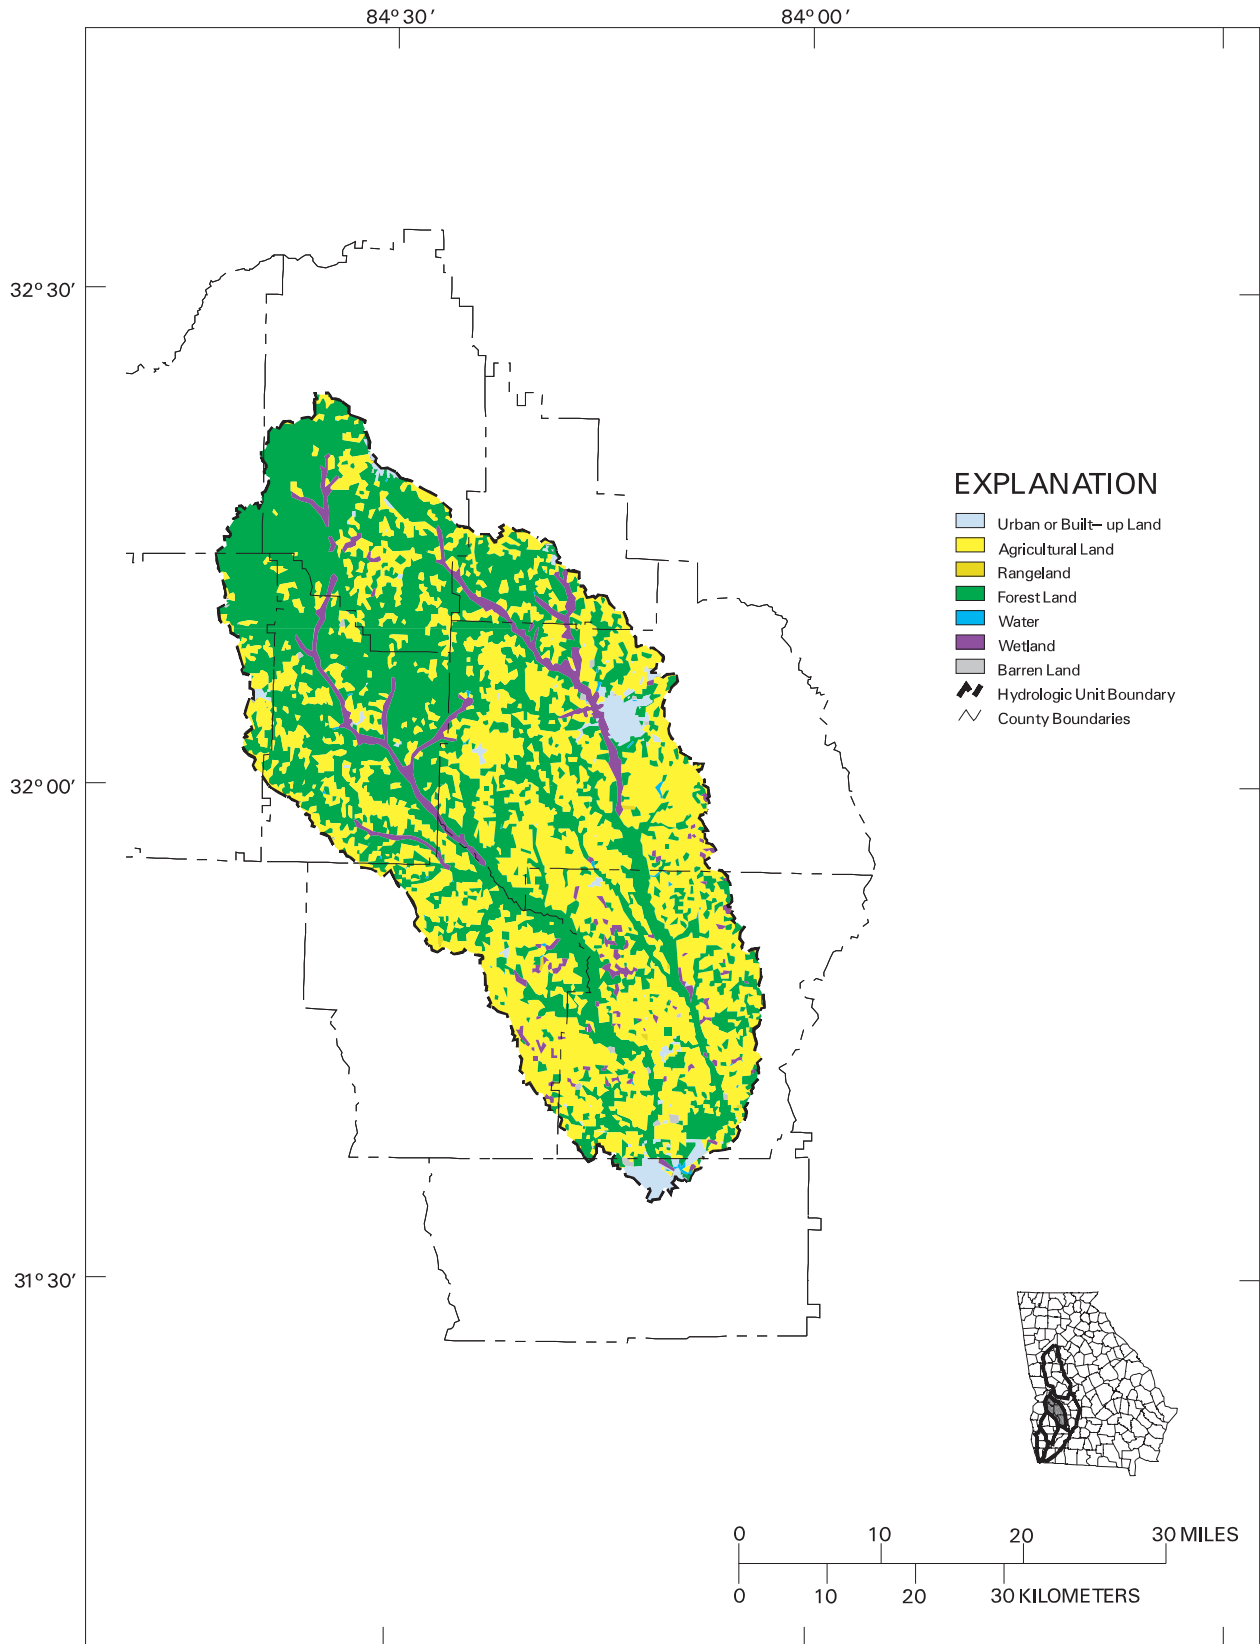 84° 30′
84° 00′
32° 30′
32° 00′
31° 30′
EXPLANATION
Urban or Built–up Land
Agricultural Land
Rangeland
Forest Land
Water
Wetland
Barren Land
Hydrologic Unit Boundary
County Boundaries
0 10 20 30 MILES
0 10 20 30 KILOMETERS